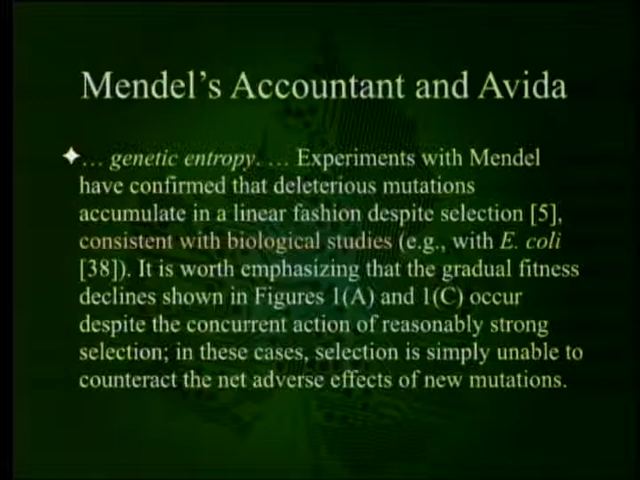 Mendel's Accountant and Avida
… genetic entropy. … Experiments with Mendel
have confirmed that deleterious mutations
accumulate in a linear fashion despite selection [5],
consistent with biological studies (e.g., with E. coli
[38]). It is worth emphasizing that the gradual fitness
declines shown in Figures 1(A) and 1(C) occur
despite the concurrent action of reasonably strong
selection; in these cases, selection is simply unable to
counteract the net adverse effects of new mutations.